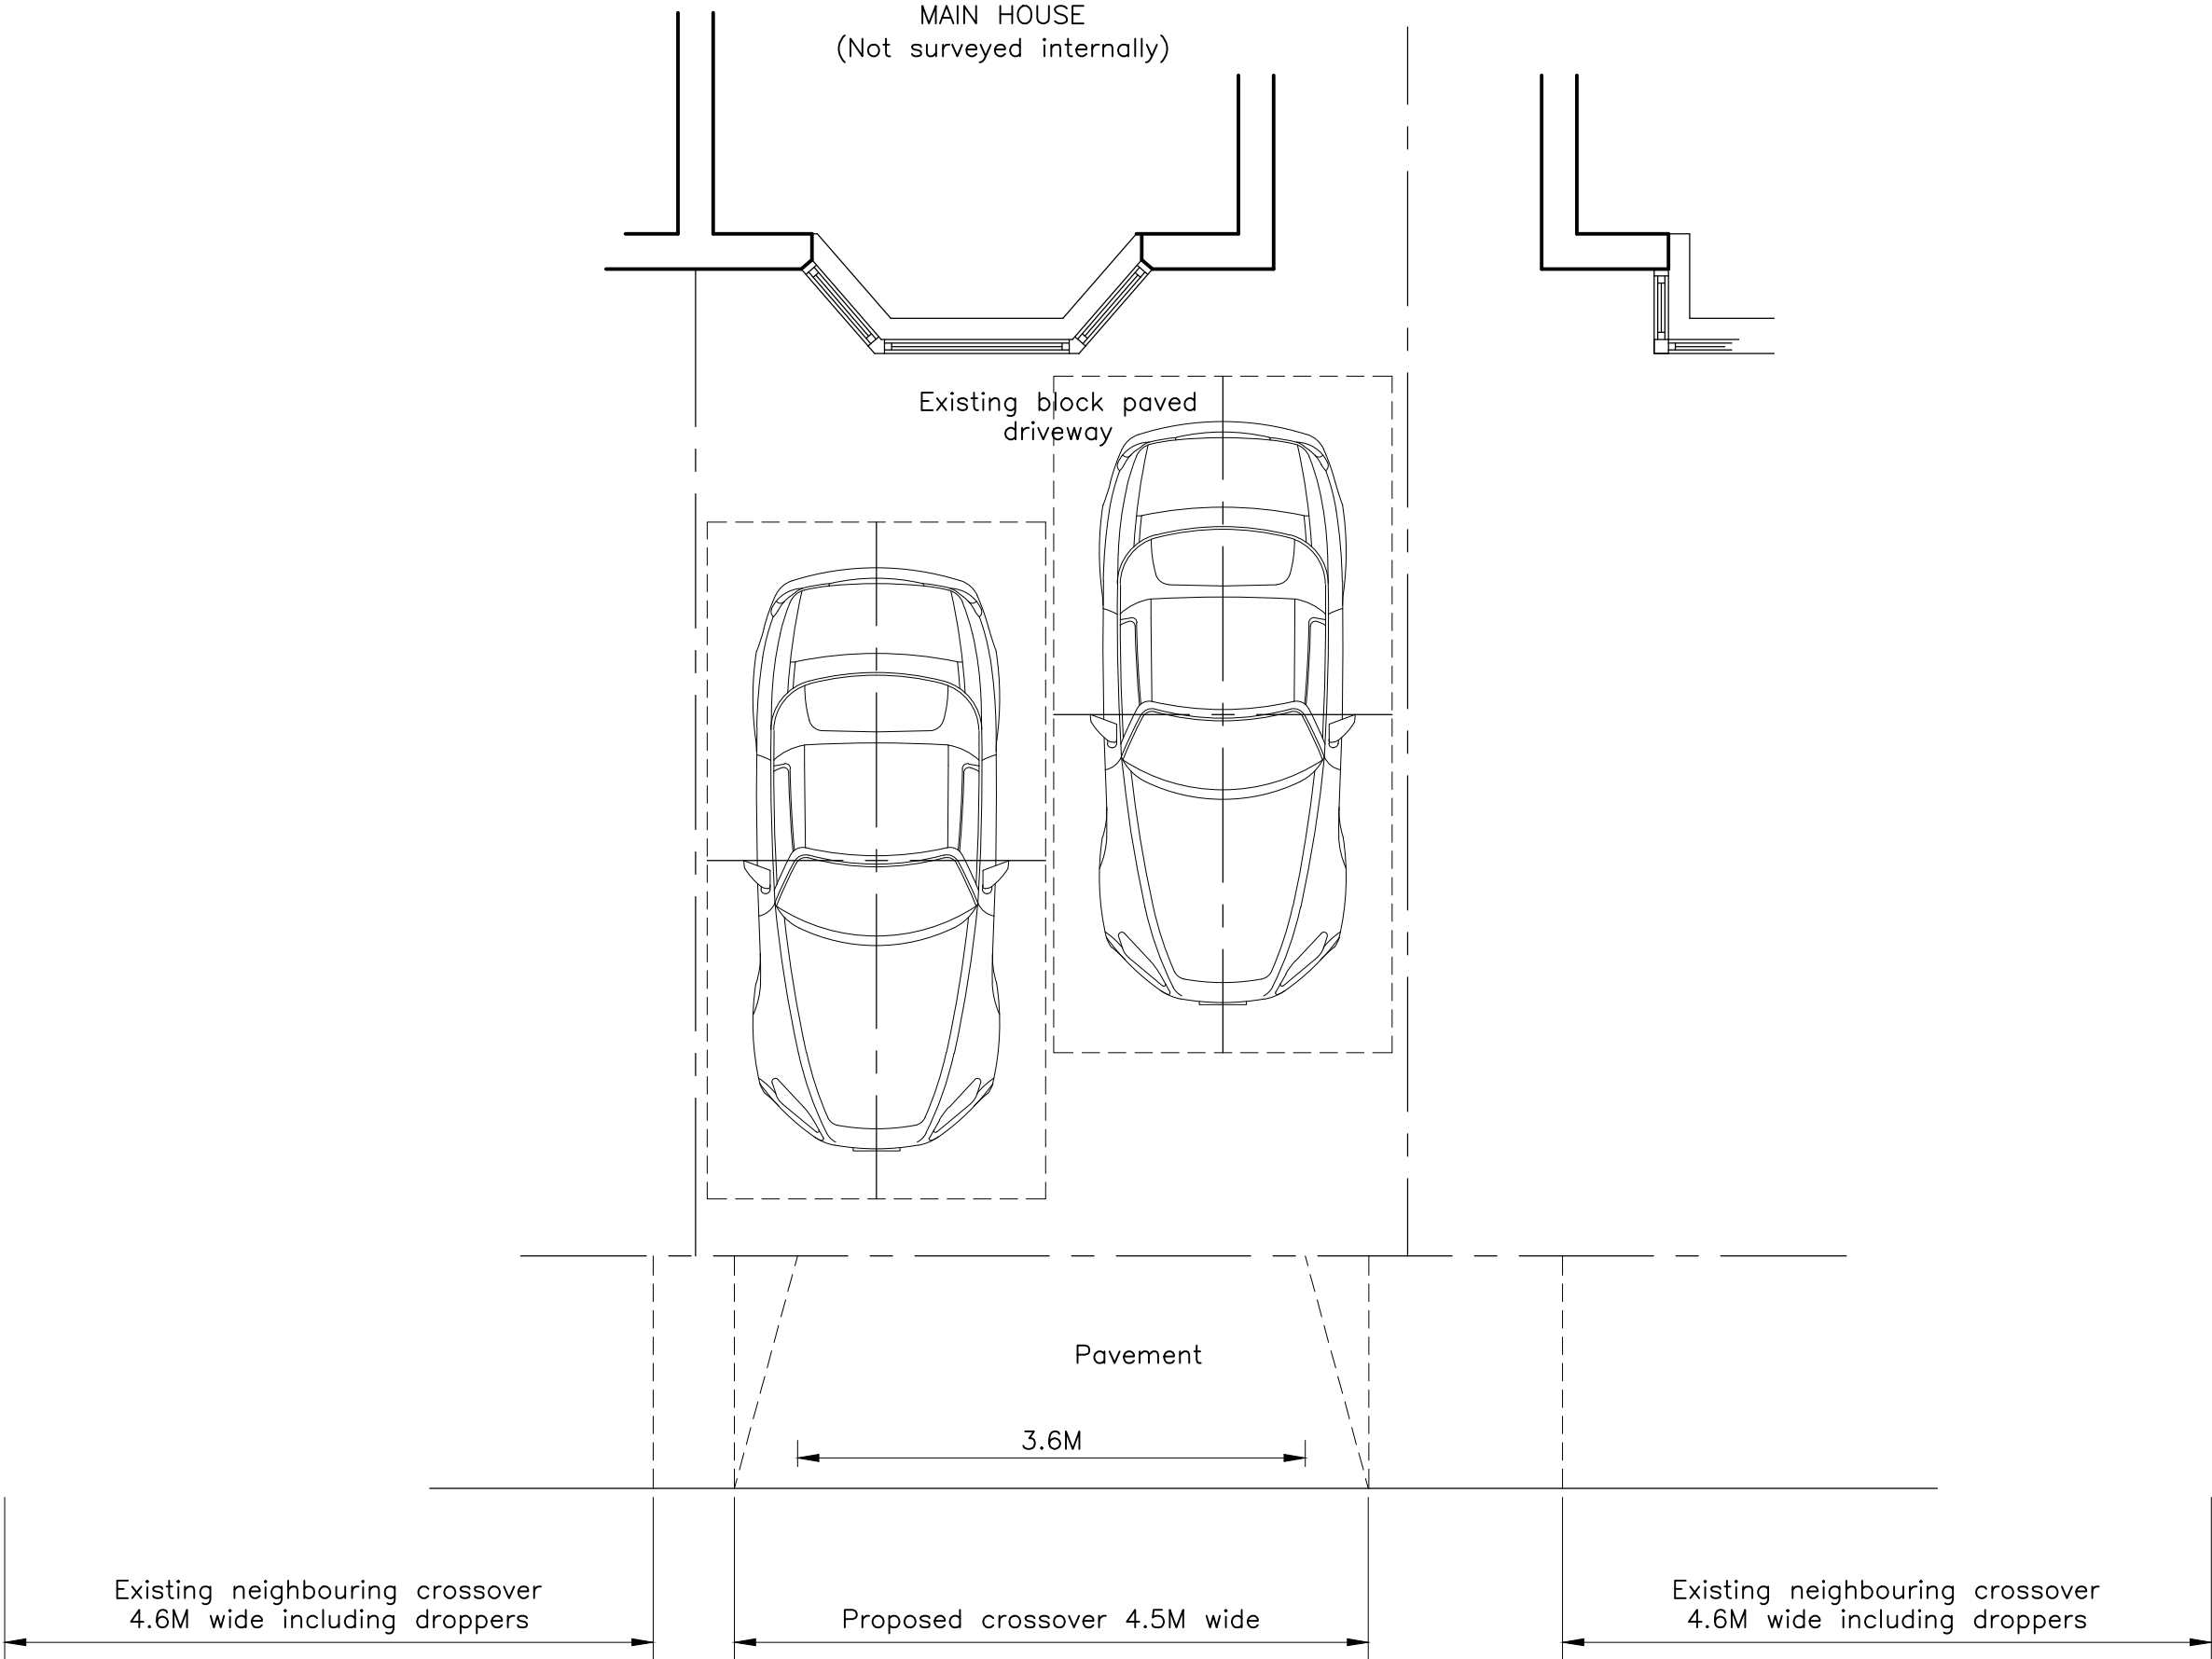 MAIN HOUSE
(Not surveyed internally)
Existing block paved
driveway
Pavement
3.6M
Existing neighbouring crossover
4.6M wide including droppers
Proposed crossover 4.5M wide
Existing neighbouring crossover
4.6M wide including droppers